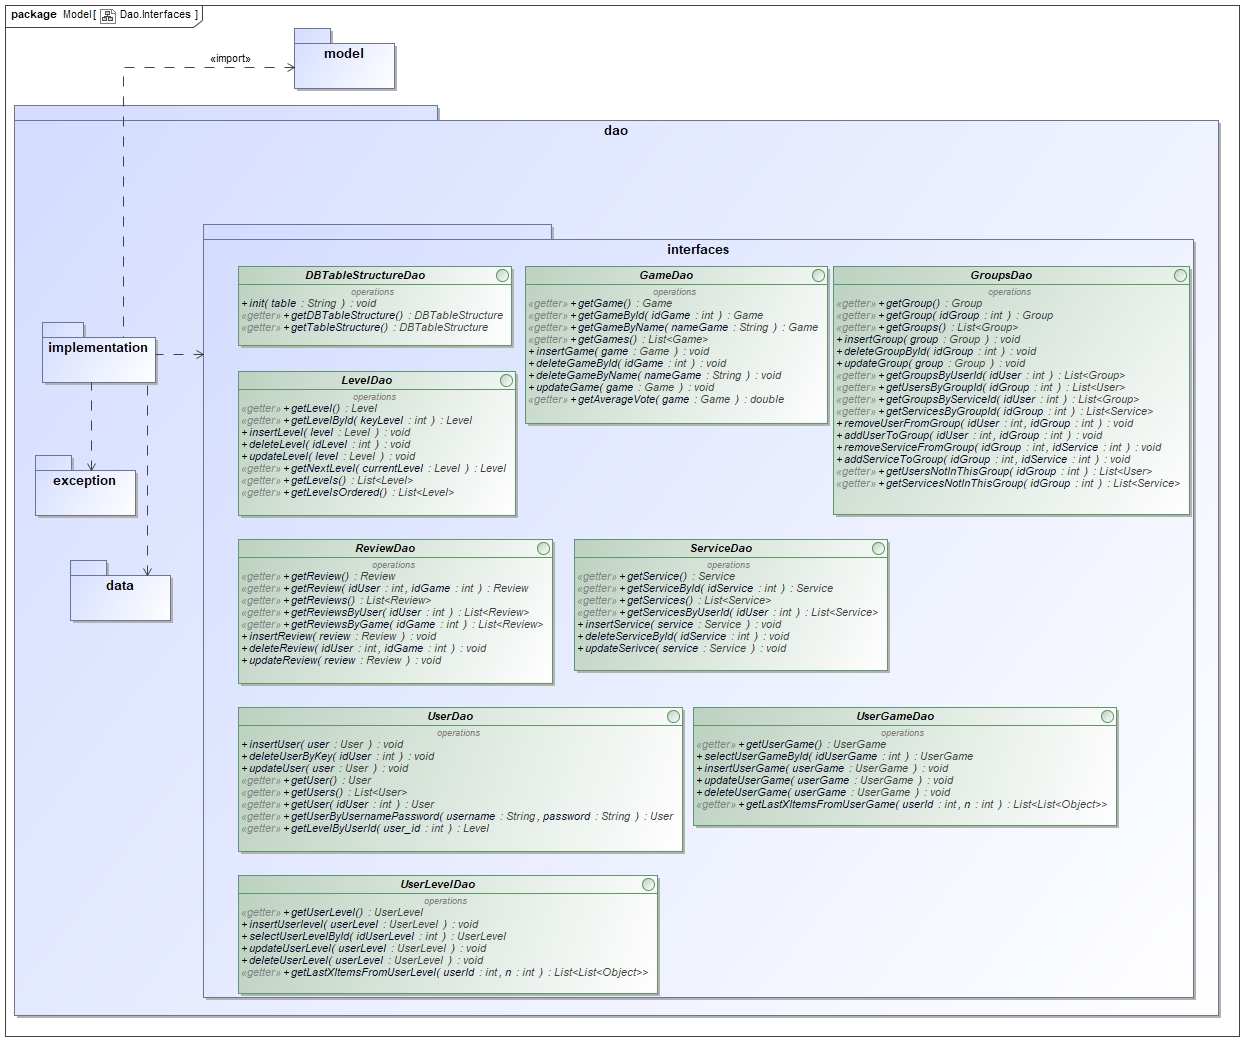 package Model [ Dao.Interfaces ]
model
«import»
dao
interfaces
DBTableStructureDao
operations
+init( table : String ) : void
«getter» +getDBTableStructure() : DBTableStructure
«getter» +getTableStructure() : DBTableStructure
GameDao
operations
«getter» +getGame() : Game
«getter» +getGameById( idGame : int ) : Game
«getter» +getGameByName( nameGame : String ) : Game
«getter» +getGames() : List<Game>
+insertGame( game : Game ) : void
+deleteGameById( idGame : int ) : void
+deleteGameByName( nameGame : String ) : void
+updateGame( game : Game ) : void
«getter» +getAverageVote( game : Game ) : double
GroupsDao
operations
«getter» +getGroup() : Group
«getter» +getGroup( idGroup : int ) : Group
«getter» +getGroups() : List<Group>
+insertGroup( group : Group ) : void
+deleteGroupById( idGroup : int ) : void
+updateGroup( group : Group ) : void
«getter» +getGroupsByUserId( idUser : int ) : List<Group>
«getter» +getUsersByGroupId( idGroup : int ) : List<User>
«getter» +getGroupsByServiceId( idUser : int ) : List<Group>
«getter» +getServicesByGroupId( idGroup : int ) : List<Service>
+removeUserFromGroup( idUser : int, idGroup : int ) : void
+addUserToGroup( idUser : int, idGroup : int ) : void
+removeServiceFromGroup( idGroup : int, idService : int ) : void
+addServiceToGroup( idGroup : int, idService : int ) : void
«getter» +getUsersNotInThisGroup( idGroup : int ) : List<User>
«getter» +getServicesNotInThisGroup( idGroup : int ) : List<Service>
implementation
LevelDao
operations
«getter» +getLevel() : Level
«getter» +getLevelById( keyLevel : int ) : Level
+insertLevel( level : Level ) : void
+deleteLevel( idLevel : int ) : void
+updateLevel( level : Level ) : void
«getter» +getNextLevel( currentLevel : Level ) : Level
«getter» +getLevels() : List<Level>
«getter» +getLevelsOrdered() : List<Level>
exception
data
ReviewDao
operations
«getter» +getReview() : Review
«getter» +getReview( idUser : int, idGame : int ) : Review
«getter» +getReviews() : List<Review>
«getter» +getReviewsByUser( idUser : int ) : List<Review>
«getter» +getReviewsByGame( idGame : int ) : List<Review>
+insertReview( review : Review ) : void
+deleteReview( idUser : int, idGame : int ) : void
+updateReview( review : Review ) : void
ServiceDao
operations
«getter» +getService() : Service
«getter» +getServiceById( idService : int ) : Service
«getter» +getServices() : List<Service>
«getter» +getServicesByUserId( idUser : int ) : List<Service>
+insertService( service : Service ) : void
+deleteServiceById( idService : int ) : void
+updateSerivce( service : Service ) : void
UserDao
operations
+insertUser( user : User ) : void
+deleteUserByKey( idUser : int ) : void
+updateUser( user : User ) : void
«getter» +getUser() : User
«getter» +getUsers() : List<User>
«getter» +getUser( idUser : int ) : User
«getter» +getUserByUsernamePassword( username : String, password : String ) : User
«getter» +getLevelByUserId( user_id : int ) : Level
UserGameDao
operations
«getter» +getUserGame() : UserGame
+selectUserGameById( idUserGame : int ) : UserGame
+insertUserGame( userGame : UserGame ) : void
+updateUserGame( userGame : UserGame ) : void
+deleteUserGame( userGame : UserGame ) : void
«getter» +getLastXItemsFromUserGame( userId : int, n : int ) : List<List<Object>>
UserLevelDao
operations
«getter» +getUserLevel() : UserLevel
+insertUserlevel( userLevel : UserLevel ) : void
+selectUserLevelById( idUserLevel : int ) : UserLevel
+updateUserLevel( userLevel : UserLevel ) : void
+deleteUserLevel( userLevel : UserLevel ) : void
«getter» +getLastXItemsFromUserLevel( userId : int, n : int ) : List<List<Object>>